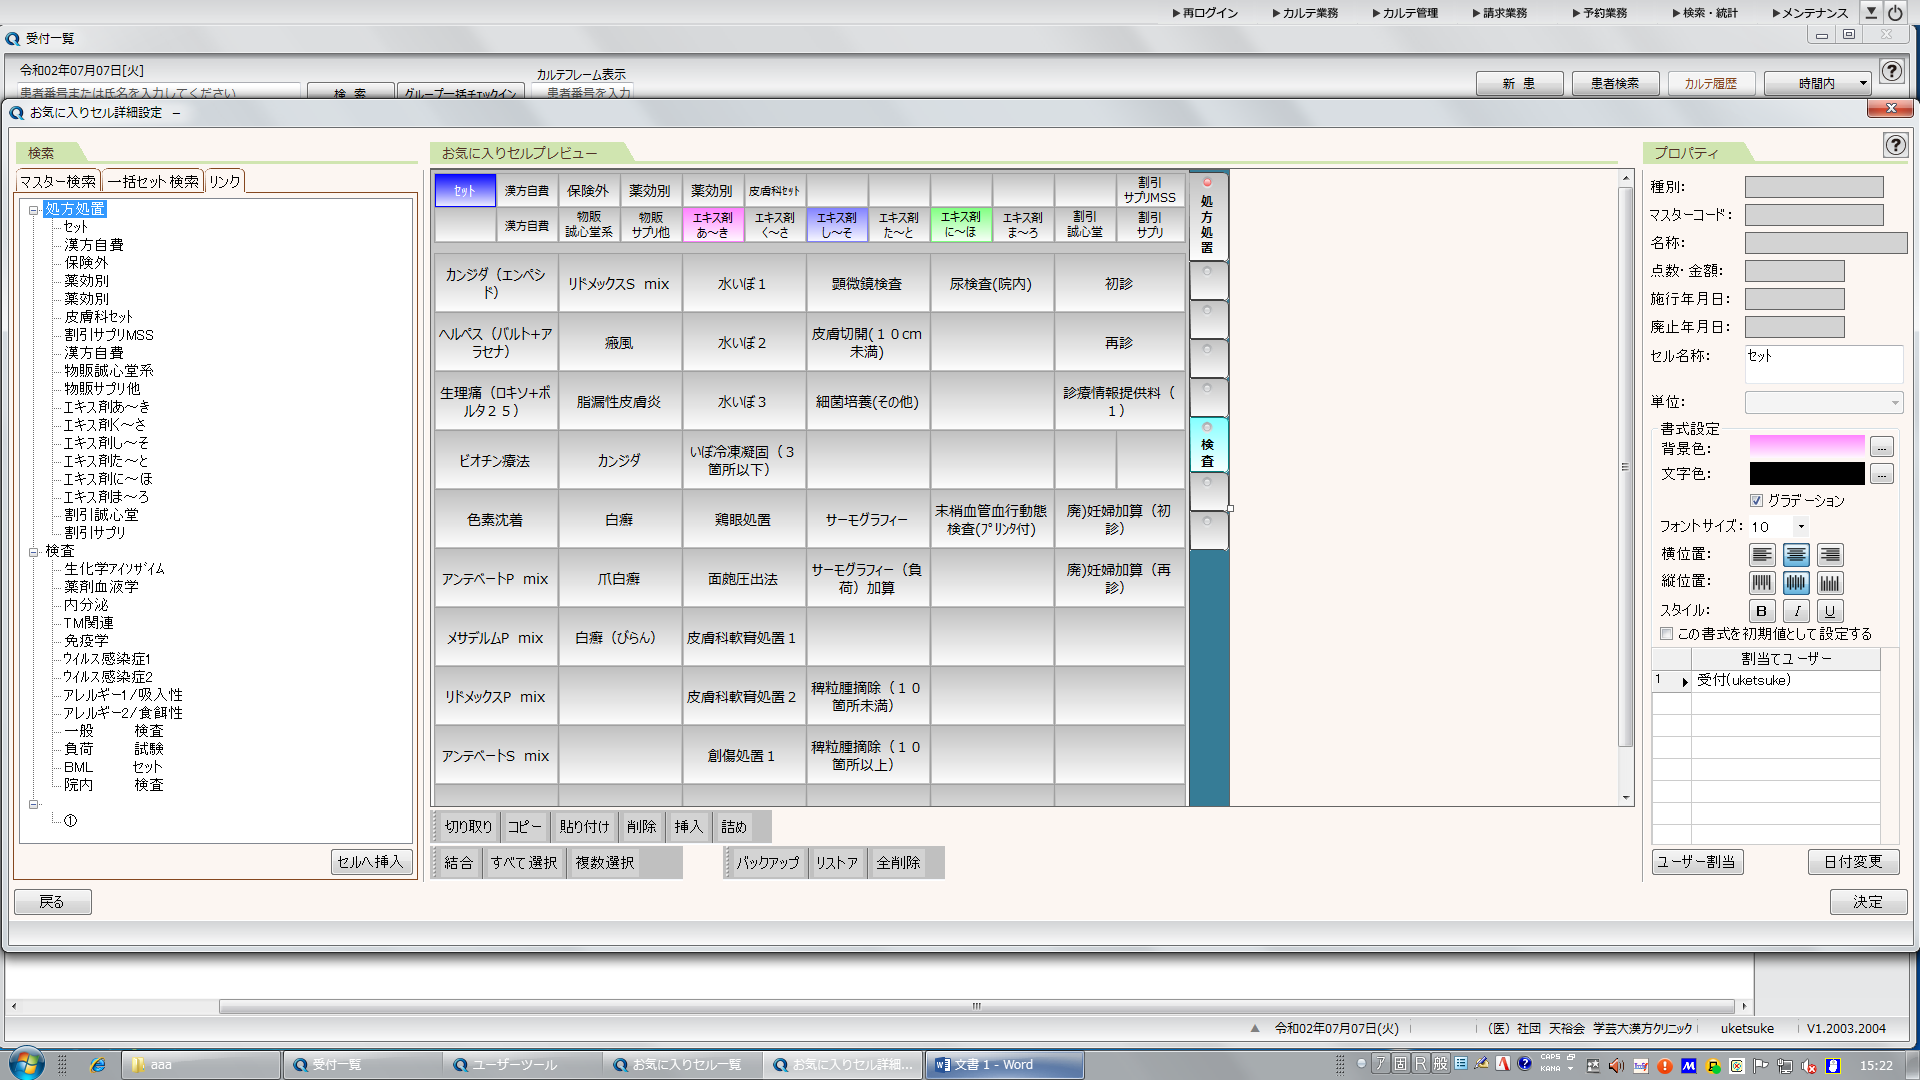 ▶再ログイン ▶カルテ業務 ▶カルテ管理 ▶請求業務 ▶予約業務 ▶検索・統計 ▶メンテナンス
受付一覧
令和02年07月07日[火]
カルテフレーム表示
患者番号または氏名を入力してください 検 索 グループ一括チェックイン 患者番号を入力
新 患 患者検索 カルテ履歴 時間内
お気に入りセル詳細設定 −
検索
マスター検索 一括セット検索 リンク
処方処置
セット
漢方自費
保険外
薬効別
薬効別
皮膚科セット
割引サプリMSS
漢方自費
物販誠心堂系
物販サプリ他
エキス剤あ～き
エキス剤く～さ
エキス剤し～そ
エキス剤た～と
エキス剤に～ほ
エキス剤ま～ろ
割引誠心堂
割引サプリ
検査
生化学アイソザイム
薬剤血液学
内分泌
TM関連
免疫学
ウイルス感染症1
ウイルス感染症2
アレルギー1/吸入性
アレルギー2/食餌性
一般 検査
負荷 試験
BML セット
院内 検査
①
セルへ挿入
戻る
お気に入りセルプレビュー
セット 漢方自費 保険外 薬効別 薬効別 皮膚科セット 割引サプリMSS
漢方自費 物販誠心堂系 物販サプリ他 エキス剤あ～き エキス剤く～さ エキス剤し～そ エキス剤た～と エキス剤に～ほ エキス剤ま～ろ 割引誠心堂 割引サプリ
カンジダ（エンペシド） リドメックスS mix 水いぼ１ 顕微鏡検査 尿検査(院内) 初診
ヘルペス（バルト+アラセナ） 癜風 水いぼ２ 皮膚切開(１０cm未満) 再診
生理痛（ロキソ+ボルタ２５） 脂漏性皮膚炎 水いぼ３ 細菌培養(その他) 診療情報提供料（１）
ビオチン療法 カンジダ いぼ冷凍凝固（３箇所以下）
色素沈着 白癬 鶏眼処置 サーモグラフィー 末梢血管血行動態検査(プリンタ付) 廃)妊婦加算（初診）
アンテベートP mix 爪白癬 面皰圧出法 サーモグラフィー（負荷）加算 廃)妊婦加算（再診）
メサデルムP mix 白癬（びらん） 皮膚科軟膏処置１
リドメックスP mix 皮膚科軟膏処置２ 稗粒腫摘除（１０箇所未満）
アンテベートS mix 創傷処置１ 稗粒腫摘除（１０箇所以上）
処方処置
検査
切り取り コピー 貼り付け 削除 挿入 詰め
結合 すべて選択 複数選択 バックアップ リストア 全削除
プロパティ
種別:
マスターコード:
名称:
点数・金額:
施行年月日:
廃止年月日:
セル名称: セット
単位:
書式設定
背景色: ...
文字色: ...
グラデーション
フォントサイズ: 10
横位置:
縦位置:
スタイル: B I U
この書式を初期値として設定する
割当てユーザー
1 受付(uketsuke)
ユーザー割当 日付変更
決定
令和02年07月07日(火) （医）社団 天裕会 学芸大漢方クリニック uketsuke V1.2003.2004
aaa 受付一覧 ユーザーツール お気に入りセル一覧 お気に入りセル詳細... 文書 1 - Word ア 固 R 般 CAPS KANA 15:22